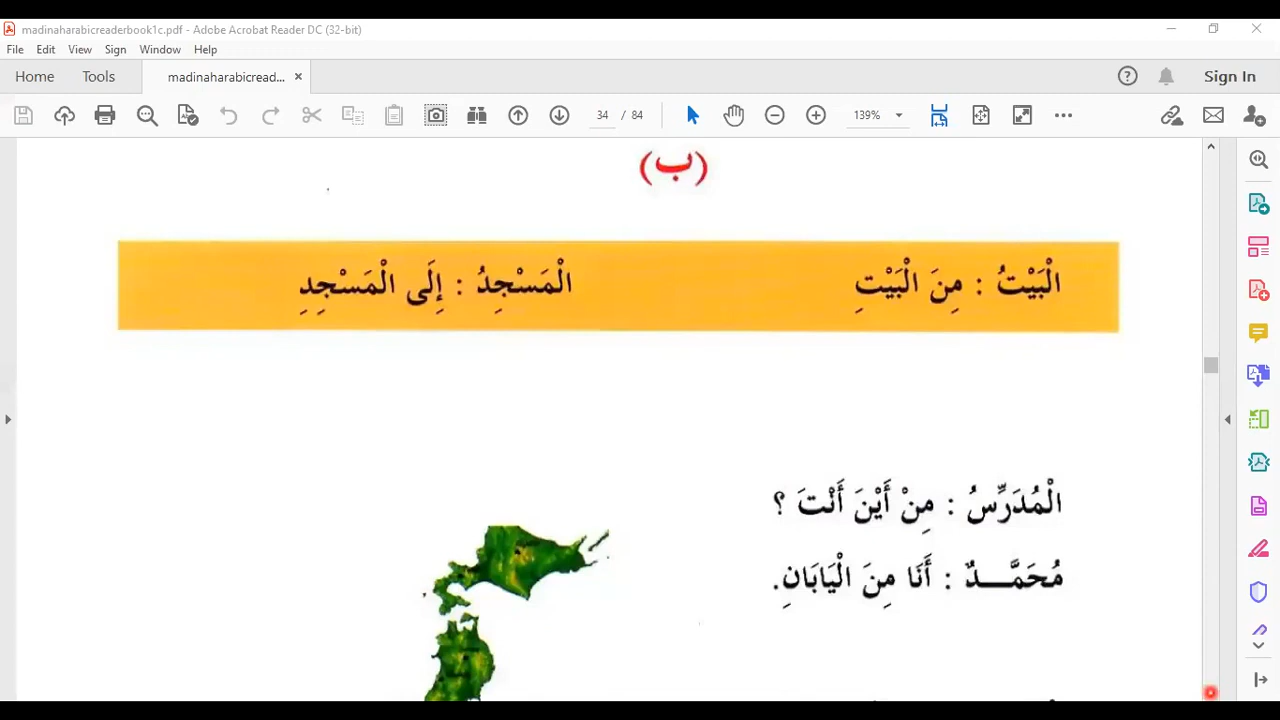 madinaharabicreaderbook1c.pdf - Adobe Acrobat Reader DC (32-bit)
File Edit View Sign Window Help
Home Tools madinaharabicread... × Sign In
34 / 84 139%
(ب)
الْبَيْتُ : مِنَ الْبَيْتِ الْمَسْجِدُ : إِلَى الْمَسْجِدِ
الْمُدَرِّسُ : مِنْ أَيْنَ أَنْتَ ؟
مُحَمَّـــدٌ : أَنَا مِنَ الْيَابَانِ.